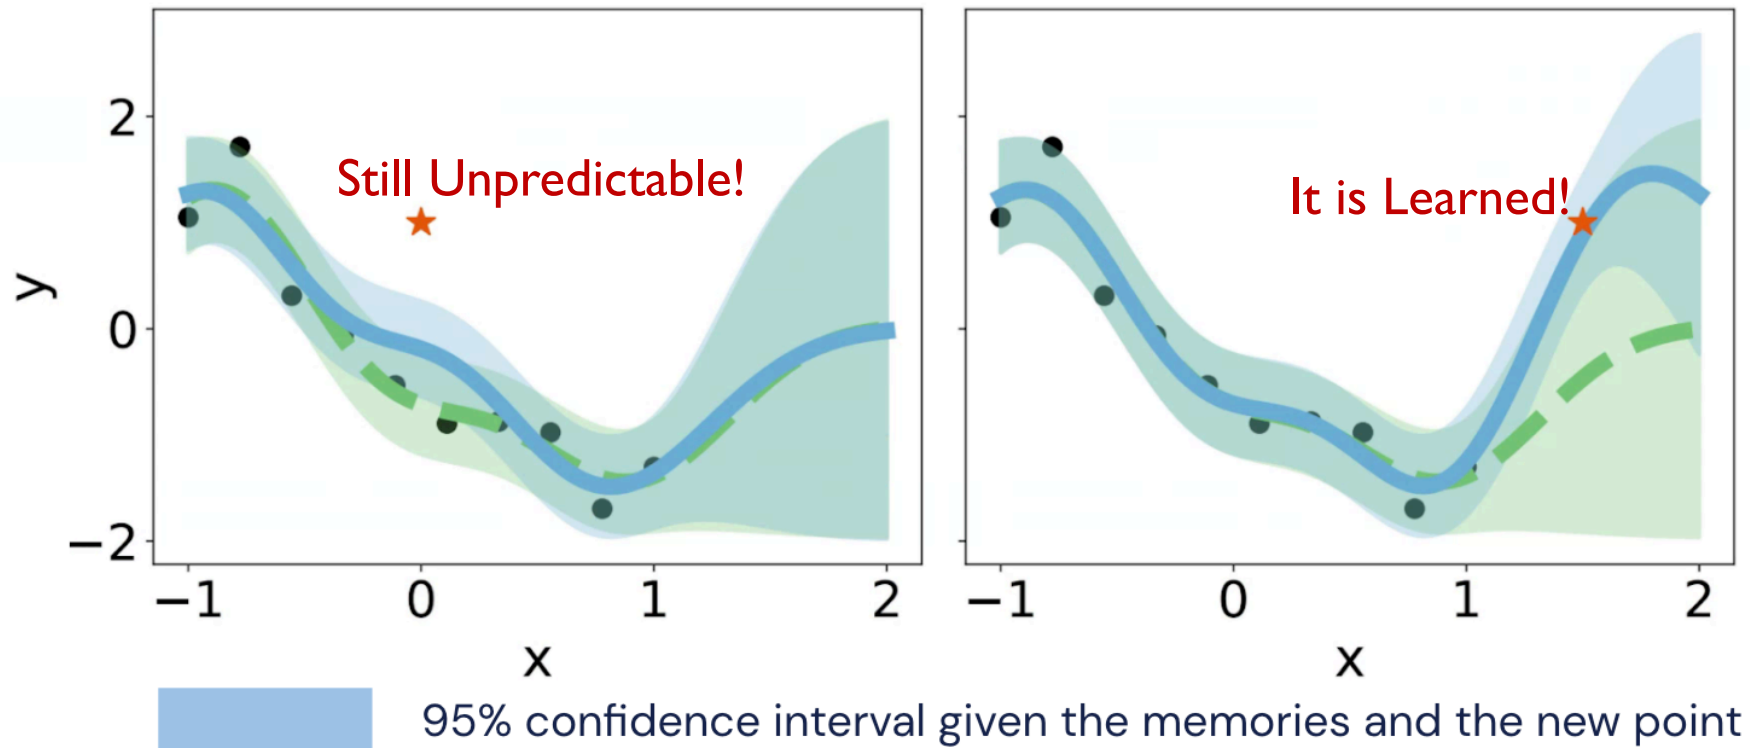 2
0
−2
y
Still Unpredictable!
It is Learned!
−1 0 1 2
−1 0 1 2
x
x
95% confidence interval given the memories and the new point